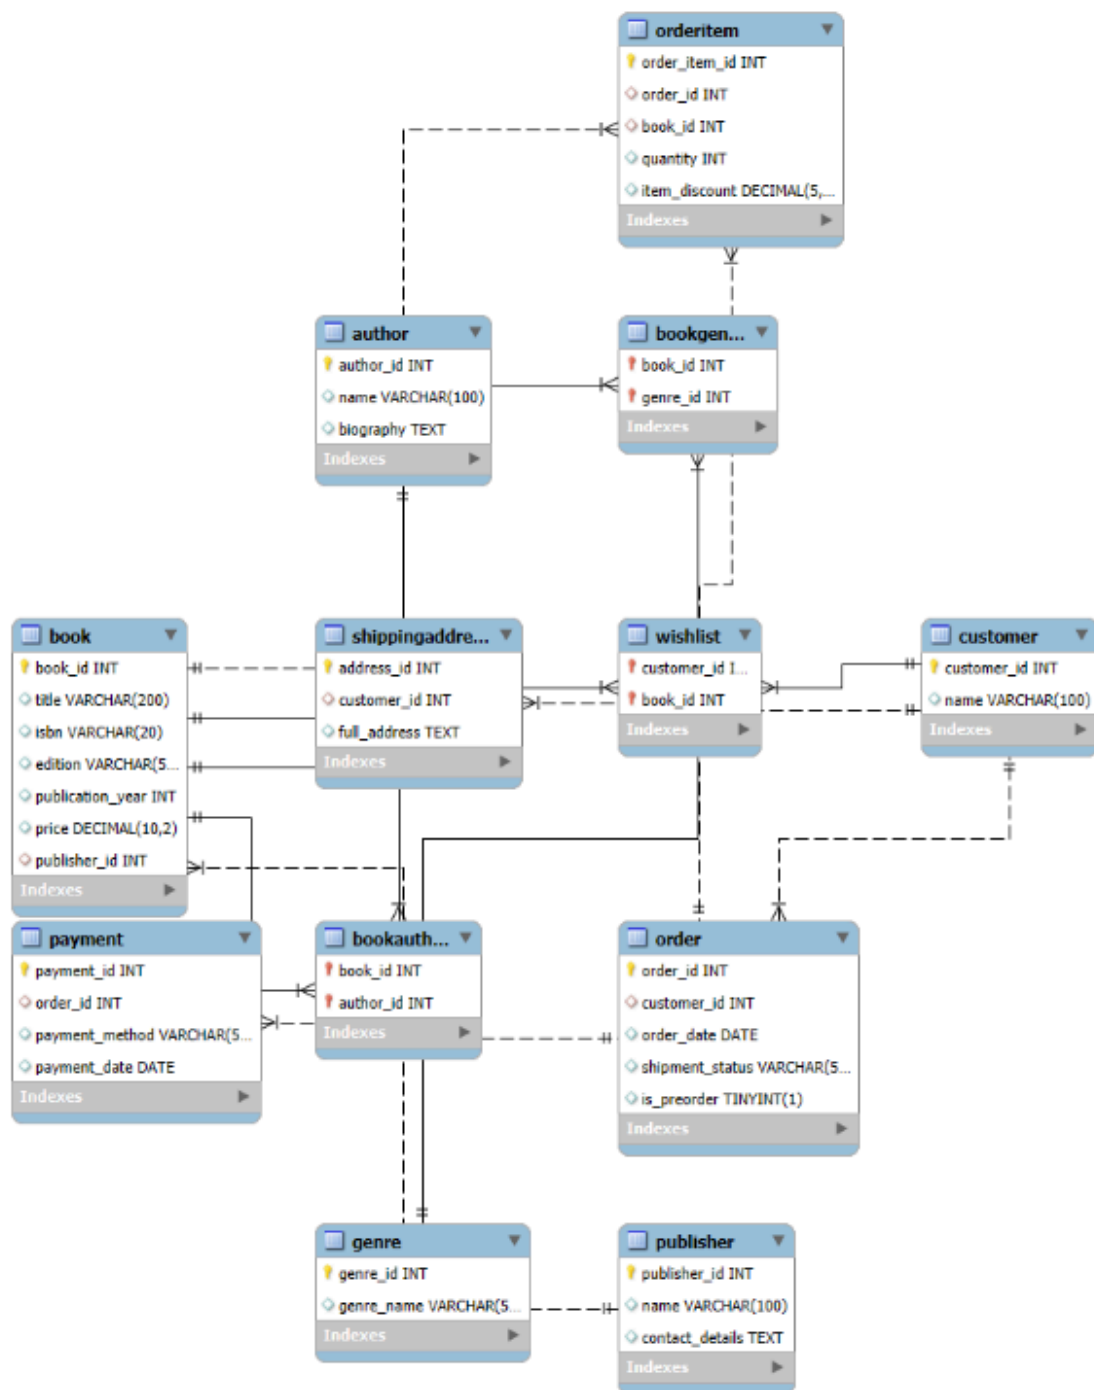 orderitem
order_item_id INT
order_id INT
book_id INT
quantity INT
item_discount DECIMAL(5,...
Indexes
author
author_id INT
name VARCHAR(100)
biography TEXT
Indexes
bookgen...
book_id INT
genre_id INT
Indexes
book
book_id INT
title VARCHAR(200)
isbn VARCHAR(20)
edition VARCHAR(5...
publication_year INT
price DECIMAL(10,2)
publisher_id INT
Indexes
shippingaddre...
address_id INT
customer_id INT
full_address TEXT
Indexes
wishlist
customer_id I...
book_id INT
Indexes
customer
customer_id INT
name VARCHAR(100)
Indexes
payment
payment_id INT
order_id INT
payment_method VARCHAR(5...
payment_date DATE
Indexes
bookauth...
book_id INT
author_id INT
Indexes
order
order_id INT
customer_id INT
order_date DATE
shipment_status VARCHAR(5...
is_preorder TINYINT(1)
Indexes
genre
genre_id INT
genre_name VARCHAR(5...
Indexes
publisher
publisher_id INT
name VARCHAR(100)
contact_details TEXT
Indexes